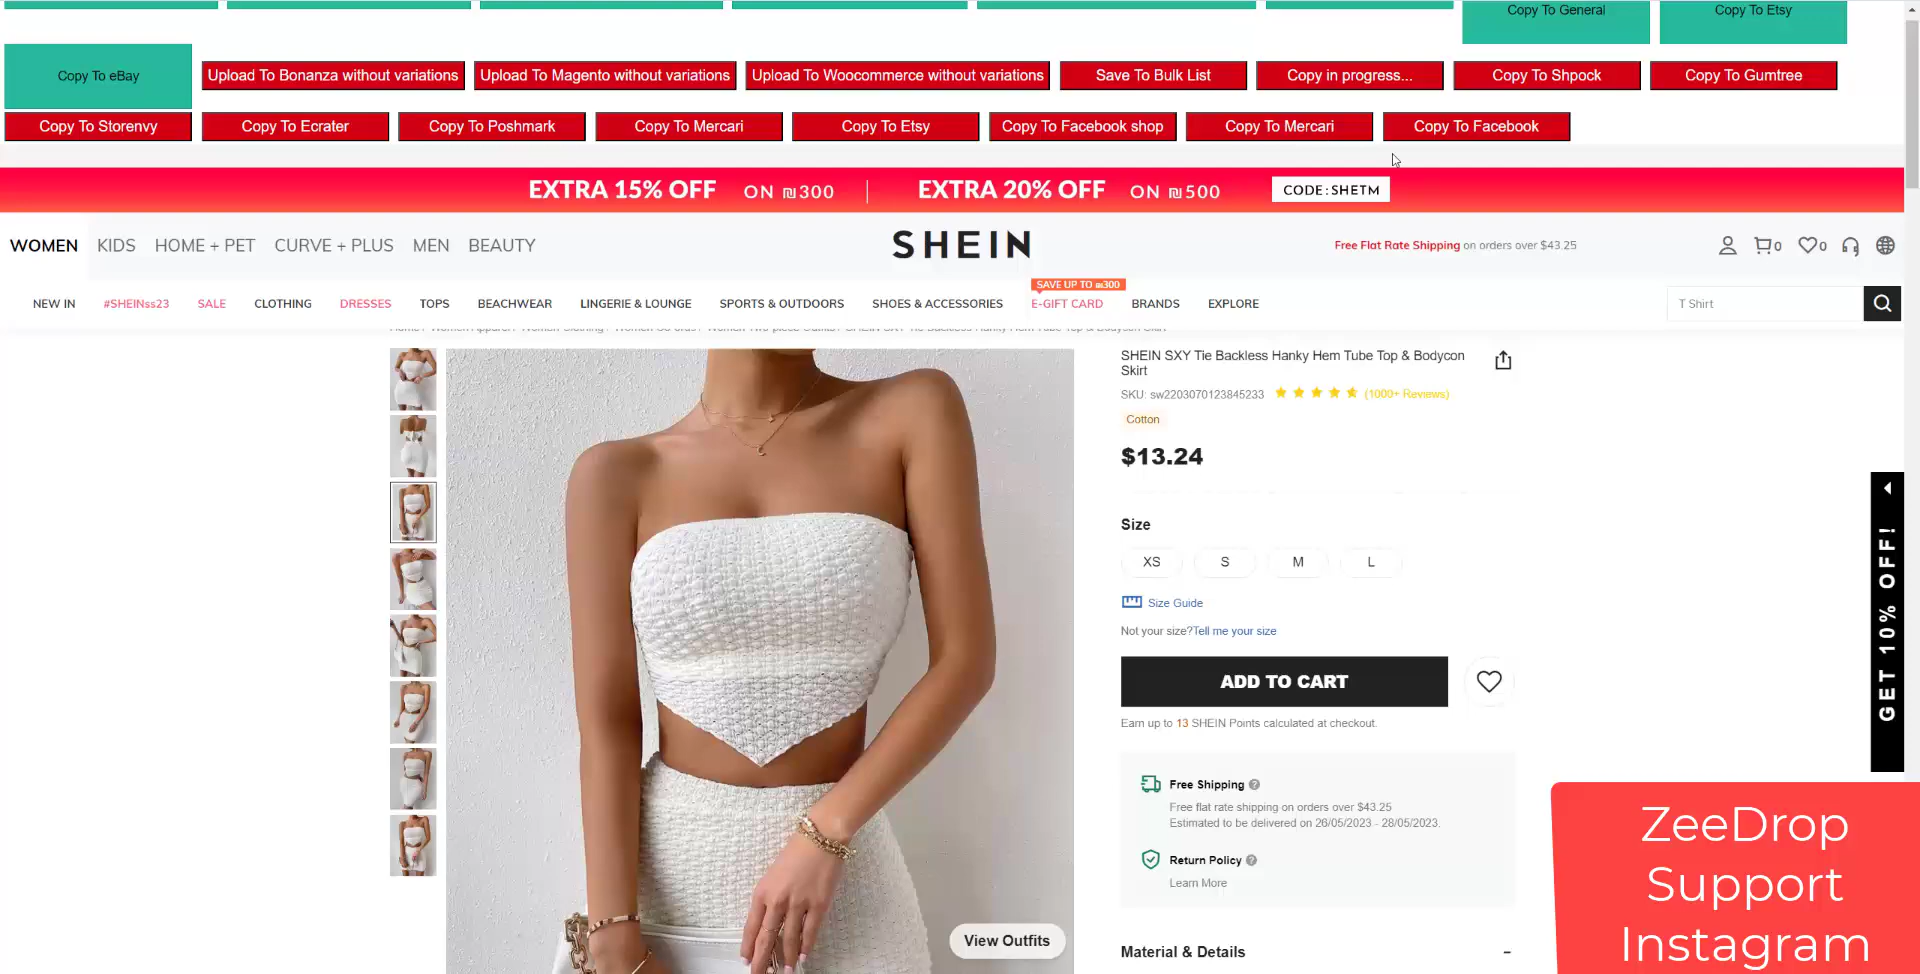 Copy To General
Copy To Etsy
Copy To eBay
Upload To Bonanza without variations
Upload To Magento without variations
Upload To Woocommerce without variations
Save To Bulk List
Copy in progress...
Copy To Shpock
Copy To Gumtree
Copy To Storenvy
Copy To Ecrater
Copy To Poshmark
Copy To Mercari
Copy To Etsy
Copy To Facebook shop
Copy To Mercari
Copy To Facebook
EXTRA 15% OFF ON ₪300
EXTRA 20% OFF ON ₪500
CODE:SHETM
WOMEN KIDS HOME + PET CURVE + PLUS MEN BEAUTY
SHEIN
Free Flat Rate Shipping on orders over $43.25
0
0
SAVE UP TO ₪300
NEW IN #SHEINss23 SALE CLOTHING DRESSES TOPS BEACHWEAR LINGERIE & LOUNGE SPORTS & OUTDOORS SHOES & ACCESSORIES E-GIFT CARD BRANDS EXPLORE
T Shirt
SHEIN SXY Tie Backless Hanky Hem Tube Top & Bodycon
Skirt
SKU: sw2203070123845233
(1000+ Reviews)
Cotton
$13.24
Size
XS S M L
Size Guide
Not your size?Tell me your size
ADD TO CART
Earn up to 13 SHEIN Points calculated at checkout.
Free Shipping
Free flat rate shipping on orders over $43.25
Estimated to be delivered on 26/05/2023 - 28/05/2023.
Return Policy
Learn More
Material & Details
View Outfits
GET 10% OFF!
ZeeDrop
Support
Instagram